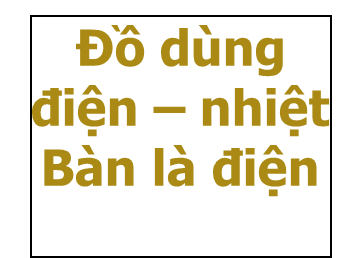 Đồ dùng
điện – nhiệt
Bàn là điện